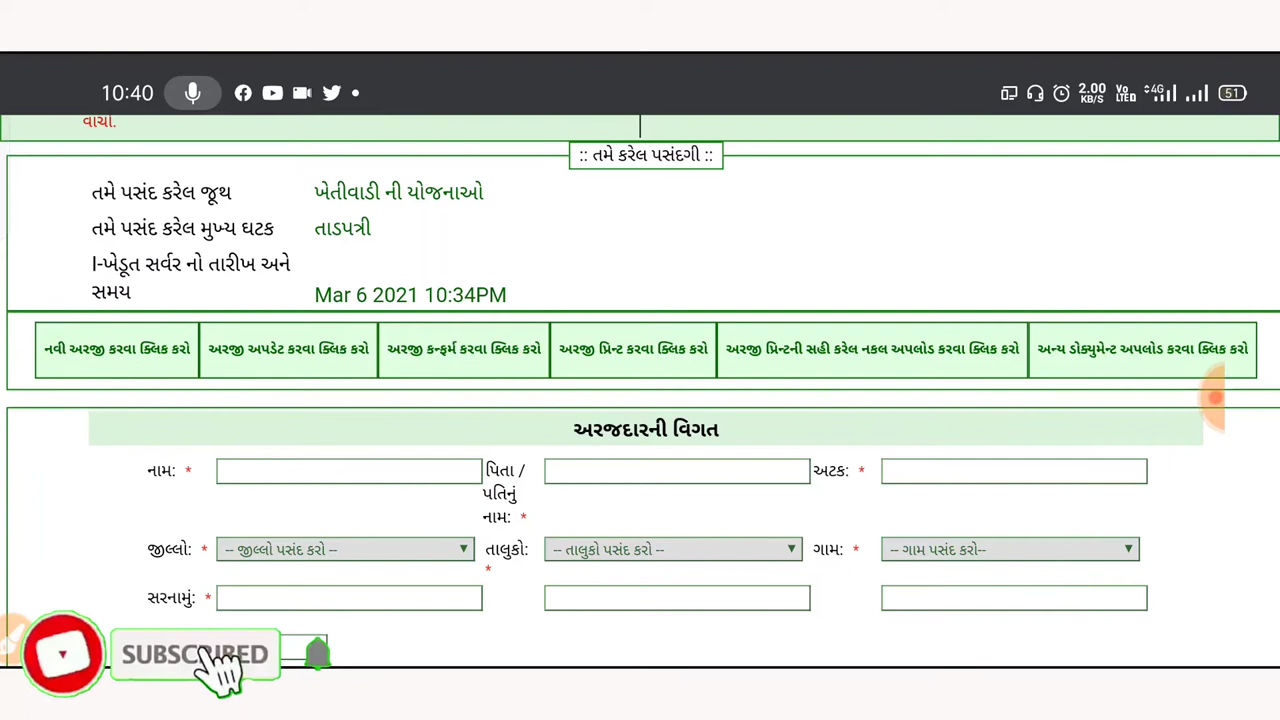 10:40 2.00 KB/S Vo LTE 4G 51
વાંચો.
:: તમે કરેલ પસંદગી ::
તમે પસંદ કરેલ જૂથ ખેતીવાડી ની યોજનાઓ
તમે પસંદ કરેલ મુખ્ય ઘટક તાડપત્રી
I-ખેડૂત સર્વર નો તારીખ અને
સમય Mar 6 2021 10:34PM
નવી અરજી કરવા ક્લિક કરો અરજી અપડેટ કરવા ક્લિક કરો અરજી કન્ફર્મ કરવા ક્લિક કરો અરજી પ્રિન્ટ કરવા ક્લિક કરો અરજી પ્રિન્ટની સહી કરેલ નકલ અપલોડ કરવા ક્લિક કરો અન્ય ડોક્યુમેન્ટ અપલોડ કરવા ક્લિક કરો
અરજદારની વિગત
નામ: * પિતા / અટક: *
પતિનું
નામ: *
જીલ્લો: * -- જીલ્લો પસંદ કરો -- તાલુકો: -- તાલુકો પસંદ કરો -- ગામ: * -- ગામ પસંદ કરો--
*
સરનામું: *
SUBSCRIBED